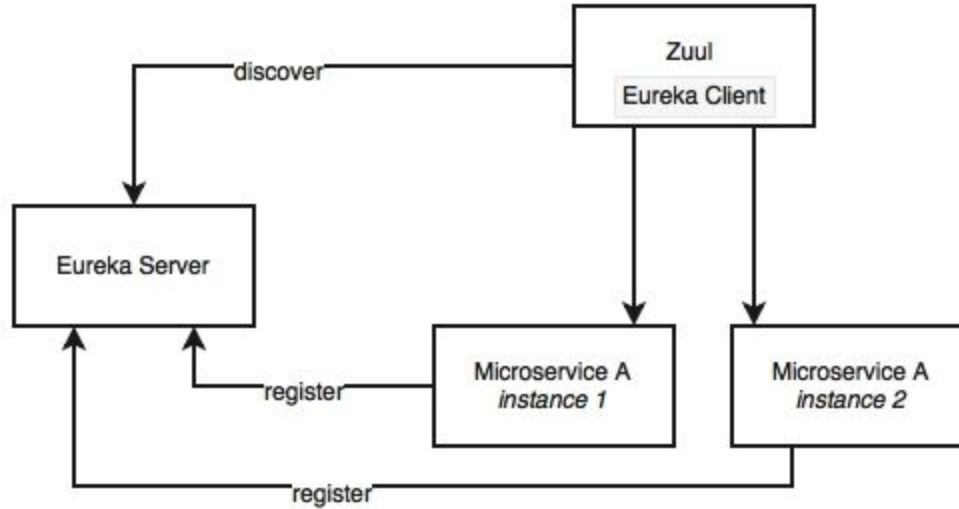 Zuul
discover
Eureka Client
Eureka Server
Microservice A
instance 1
Microservice A
instance 2
register
register